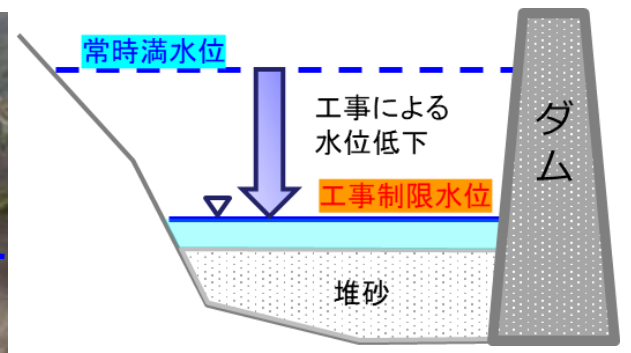 常時満水位
工事による
水位低下
工事制限水位
ダム
堆砂